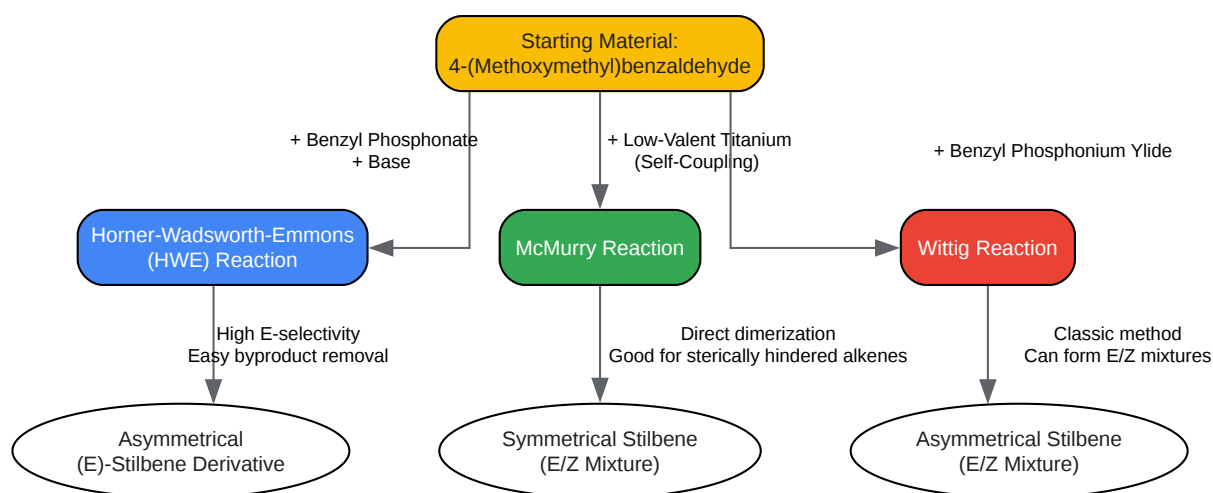 Starting Material:
4-(Methoxymethyl)benzaldehyde
+ Benzyl Phosphonate
+ Base
+ Low-Valent Titanium
(Self-Coupling)
+ Benzyl Phosphonium Ylide
Horner-Wadsworth-Emmons
(HWE) Reaction
McMurry Reaction
Wittig Reaction
High E-selectivity
Easy byproduct removal
Direct dimerization
Good for sterically hindered alkenes
Classic method
Can form E/Z mixtures
Asymmetrical
(E)-Stilbene Derivative
Symmetrical Stilbene
(E/Z Mixture)
Asymmetrical Stilbene
(E/Z Mixture)